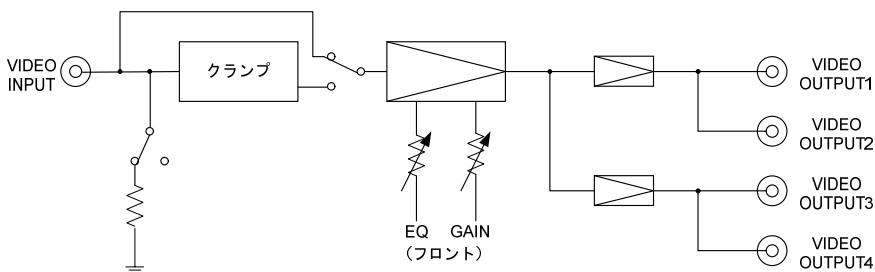 VIDEO
INPUT
クランプ
EQ GAIN
(フロント)
VIDEO
OUTPUT1
VIDEO
OUTPUT2
VIDEO
OUTPUT3
VIDEO
OUTPUT4